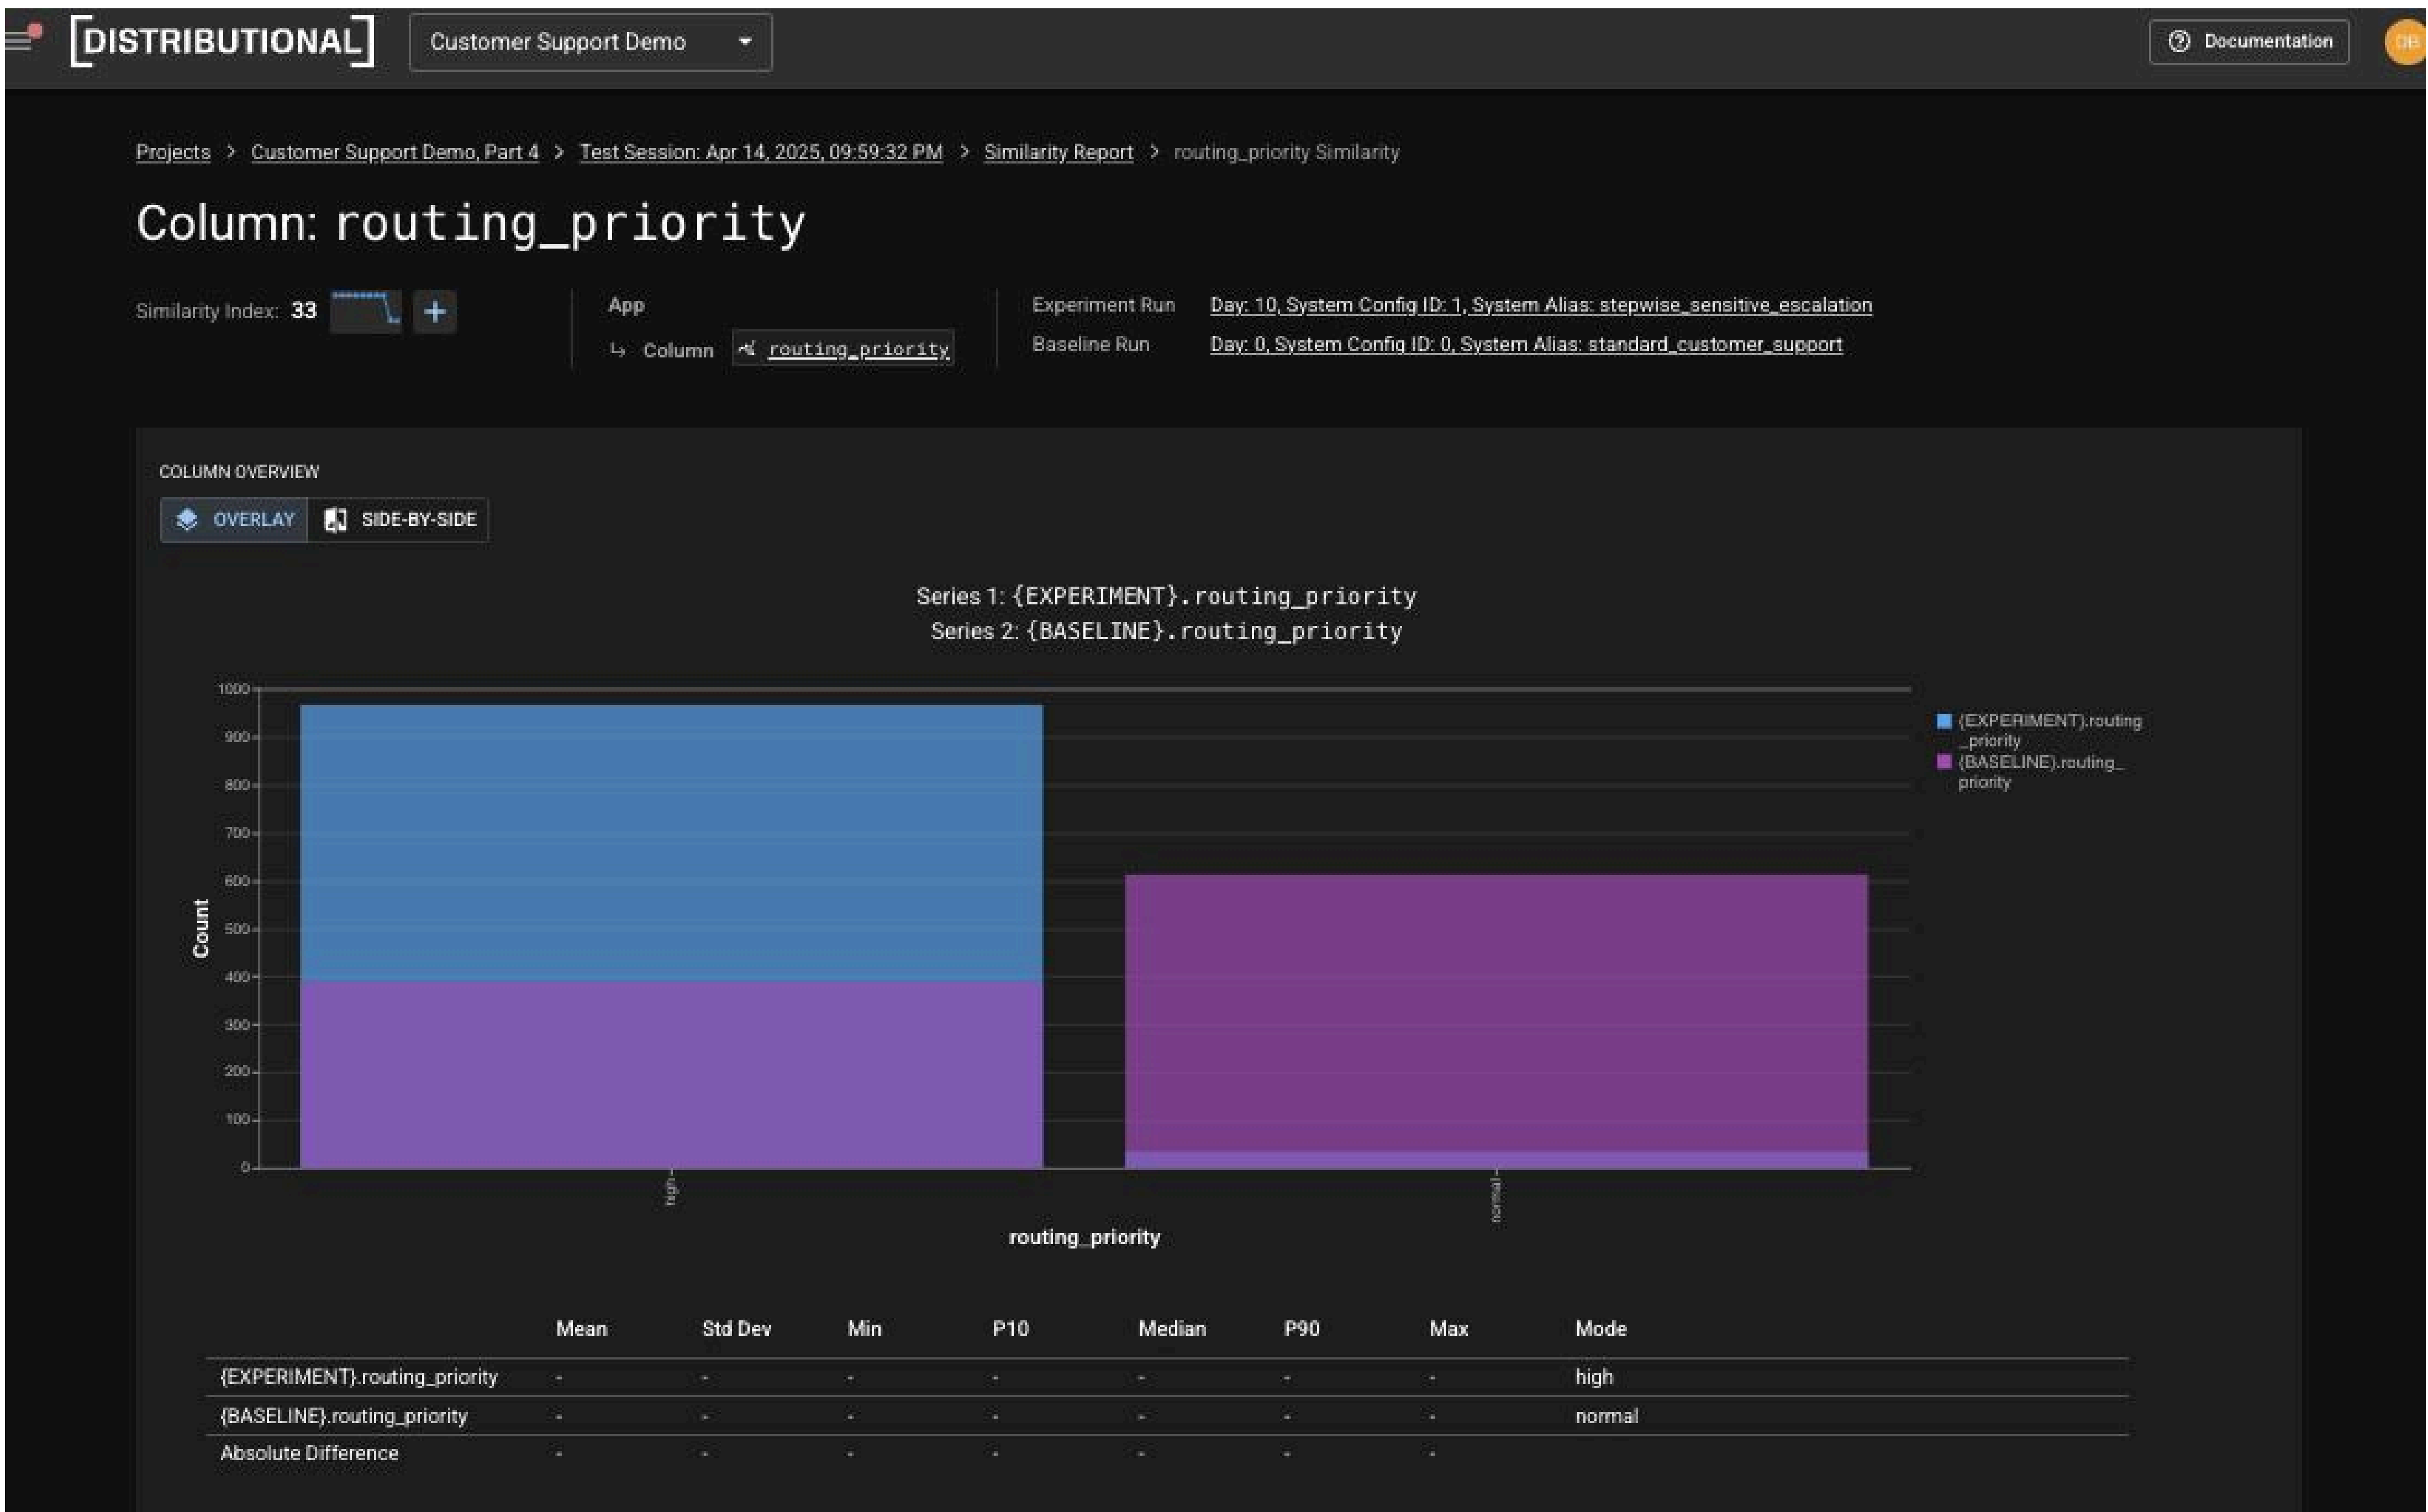 [DISTRIBUTIONAL]
Customer Support Demo
Documentation
DB
Projects > Customer Support Demo, Part 4 > Test Session: Apr 14, 2025, 09:59:32 PM > Similarity Report > routing_priority Similarity
Column: routing_priority
Similarity Index: 33
App
Column routing_priority
Experiment Run Day: 10, System Config ID: 1, System Alias: stepwise_sensitive_escalation
Baseline Run Day: 0, System Config ID: 0, System Alias: standard_customer_support
COLUMN OVERVIEW
OVERLAY SIDE-BY-SIDE
Series 1: {EXPERIMENT}.routing_priority
Series 2: {BASELINE}.routing_priority
1000
900
800
700
600
500
400
300
200
100
0
Count
high
normal
routing_priority
{EXPERIMENT}.routing
_priority
{BASELINE}.routing_
priority
Mean Std Dev Min P10 Median P90 Max Mode
{EXPERIMENT}.routing_priority - - - - - - - high
{BASELINE}.routing_priority - - - - - - - normal
Absolute Difference - - - - - - -